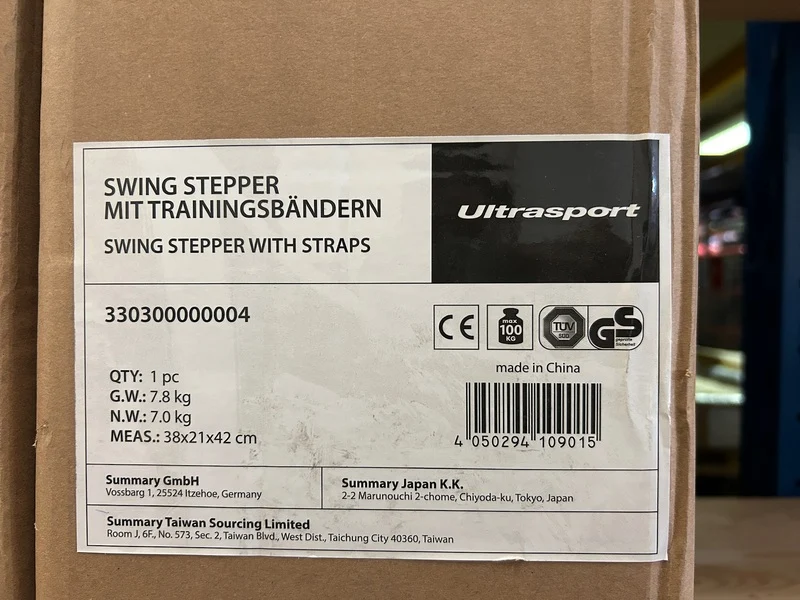 SWING STEPPER
MIT TRAININGSBÄNDERN
SWING STEPPER WITH STRAPS
Ultrasport
330300000004
CE
max
100
KG
TÜV
SÜD
GS
geprüfte
Sicherheit
made in China
QTY: 1 pc
G.W.: 7.8 kg
N.W.: 7.0 kg
MEAS.: 38x21x42 cm
4 050294 109015
Summary GmbH
Vossbarg 1, 25524 Itzehoe, Germany
Summary Japan K.K.
2-2 Marunouchi 2-chome, Chiyoda-ku, Tokyo, Japan
Summary Taiwan Sourcing Limited
Room J, 6F., No. 573, Sec. 2, Taiwan Blvd., West Dist., Taichung City 40360, Taiwan